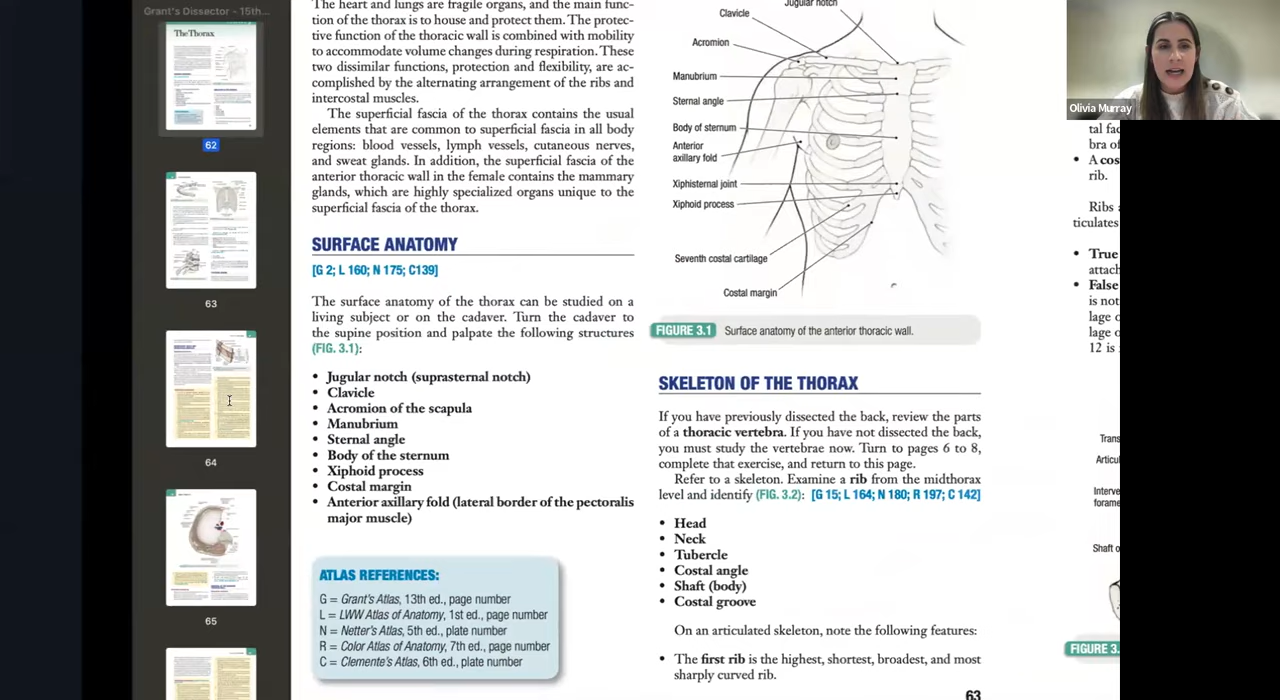 Grant's Dissector - 15th...
The Thorax
62
63
64
65
The heart and lungs are fragile organs, and the main func-
tion of the thorax is to house and protect them. The protec-
tive function of the thoracic wall is combined with mobility
to accommodate volume changes during respiration. These
two dissimilar functions, protection and flexibility, are ac-
complished by the alternating arrangement of the ribs and
intercostal muscles.
The superficial fascia of the thorax contains the usual
elements that are common to superficial fascia in all body
regions: blood vessels, lymph vessels, cutaneous nerves,
and sweat glands. In addition, the superficial fascia of the
anterior thoracic wall in the female contains the mammary
glands, which are highly specialized organs unique to the
superficial fascia of the thorax.
SURFACE ANATOMY
[G 2; L 160; N 175; C139]
The surface anatomy of the thorax can be studied on a
living subject or on the cadaver. Turn the cadaver to
the supine position and palpate the following structures
(FIG. 3.1):
• Jugular notch (suprasternal notch)
• Clavicle
• Acromion of the scapula
• Manubrium
• Sternal angle
• Body of the sternum
• Xiphoid process
• Costal margin
• Anterior axillary fold (lateral border of the pectoralis
major muscle)
ATLAS REFERENCES:
G = Grant's Atlas, 13th ed., page number
L = LWW Atlas of Anatomy, 1st ed., page number
N = Netter's Atlas, 5th ed., plate number
R = Color Atlas of Anatomy, 7th ed., page number
C = Clemente's Atlas, 6th ed., plate number
Jugular notch
Clavicle
Acromion
Manubrium
Sternal angle
Body of sternum
Anterior
axillary fold
Xiphisternal joint
Xiphoid process
Seventh costal cartilage
Costal margin
FIGURE 3.1 Surface anatomy of the anterior thoracic wall.
SKELETON OF THE THORAX
If you have previously dissected the back, review the parts
of a thoracic vertebra. If you have not dissected the back,
you must study the vertebrae now. Turn to pages 6 to 8,
complete that exercise, and return to this page.
Refer to a skeleton. Examine a rib from the midthorax
level and identify (FIG. 3.2): [G 15; L 164; N 180; R 197; C 142]
• Head
• Neck
• Tubercle
• Costal angle
• Shaft (body)
• Costal groove
On an articulated skeleton, note the following features:
• The first rib is the highest, shortest, broadest, and most
sharply curved rib.
63
Olivia Murray
tal fac
bra of
• A cos
rib.
Ribs
ticulates
• True
attach
• False
is not
lage o
lage o
12 is
Trans
Articul
Interve
forame
Shaft o
FIGURE 3.